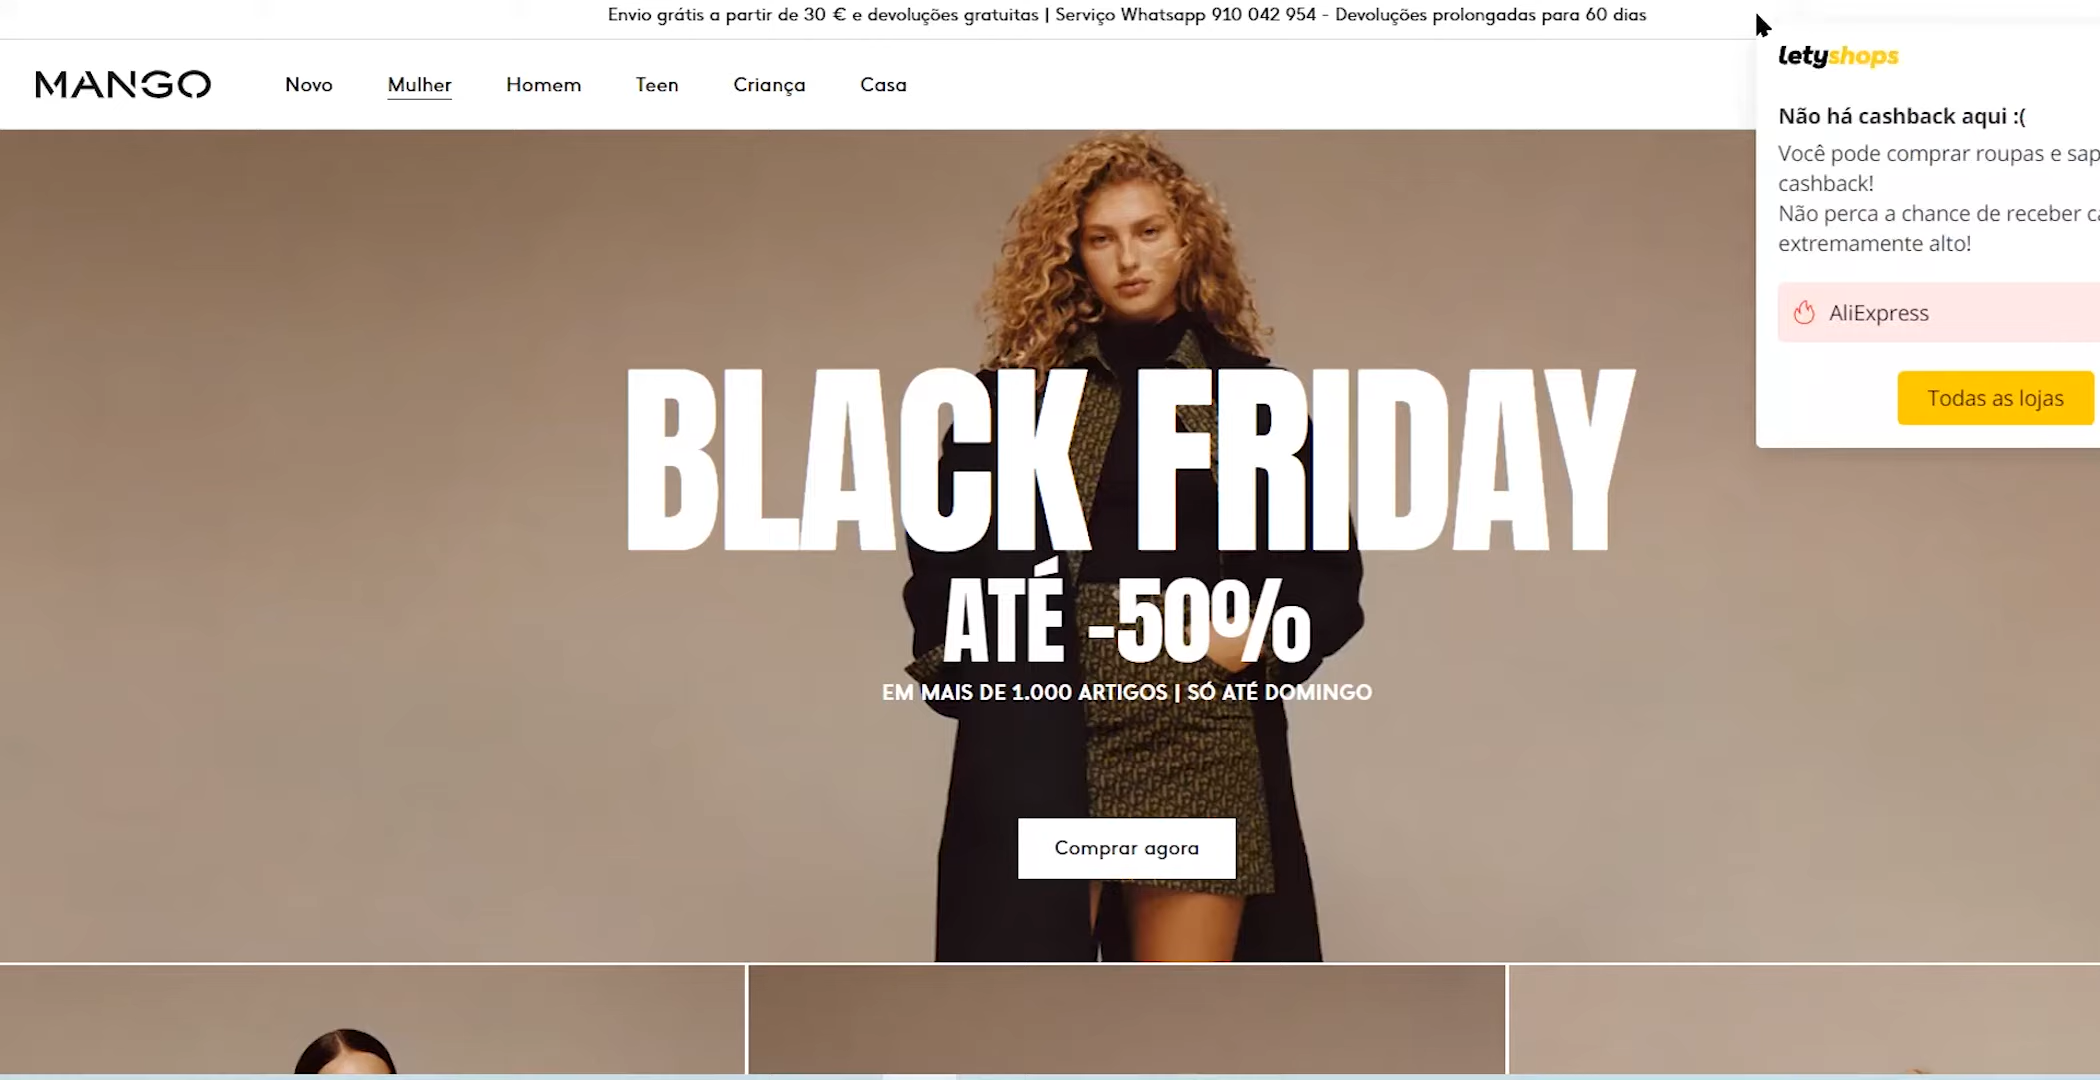 Envio grátis a partir de 30 € e devoluções gratuitas | Serviço Whatsapp 910 042 954 - Devoluções prolongadas para 60 dias
MANGO
Novo
Mulher
Homem
Teen
Criança
Casa
BLACK FRIDAY
ATÉ -50%
EM MAIS DE 1.000 ARTIGOS | SÓ ATÉ DOMINGO
Comprar agora
letyshops
Não há cashback aqui :(
Você pode comprar roupas e
cashback!
Não perca a chance de receber
extremamente alto!
AliExpress
Todas as lojas